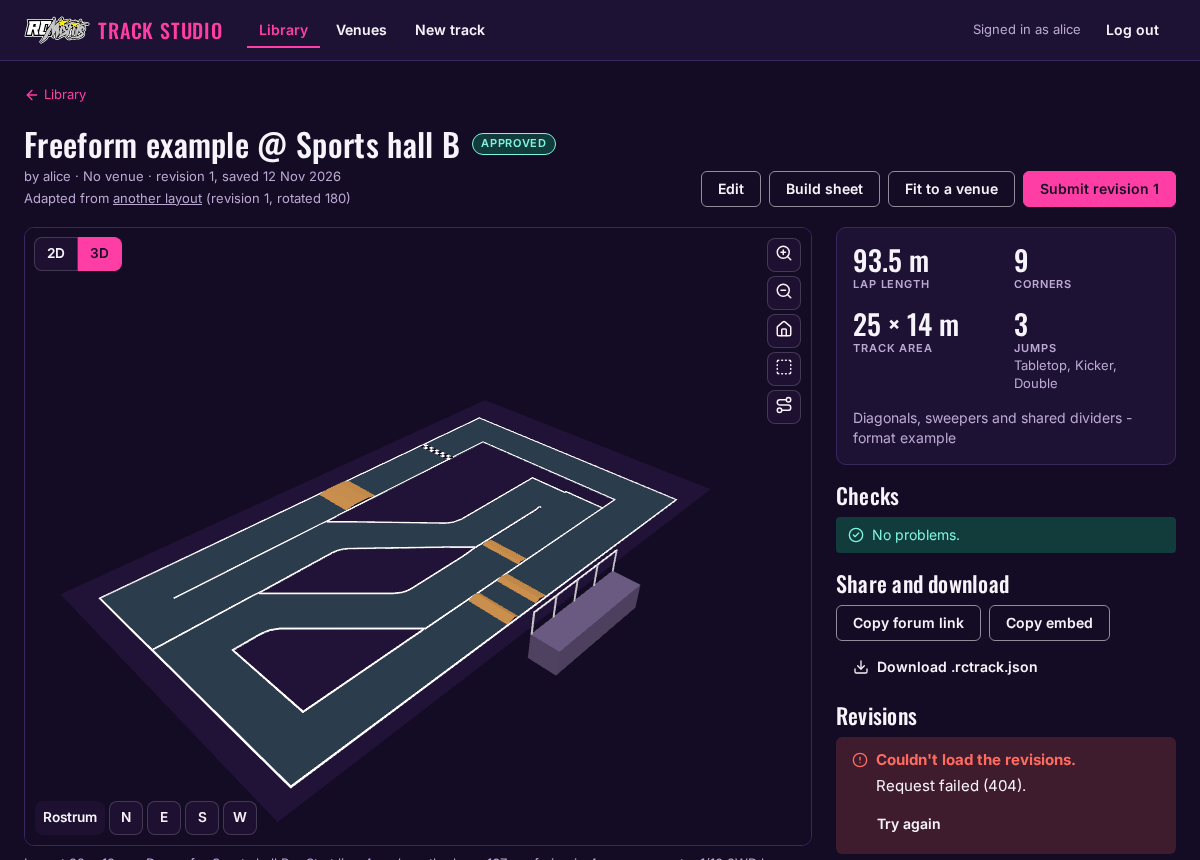 RC TRACK STUDIO
Library
Venues
New track
Signed in as alice
Log out
Library
Freeform example @ Sports hall B
APPROVED
by alice · No venue · revision 1, saved 12 Nov 2026
Adapted from another layout (revision 1, rotated 180)
Edit
Build sheet
Fit to a venue
Submit revision 1
2D
3D
Rostrum
N
E
S
W
93.5 m
LAP LENGTH
9
CORNERS
25 × 14 m
TRACK AREA
3
JUMPS
Tabletop, Kicker,
Double
Diagonals, sweepers and shared dividers -
format example
Checks
No problems.
Share and download
Copy forum link
Copy embed
Download .rctrack.json
Revisions
Couldn't load the revisions.
Request failed (404).
Try again